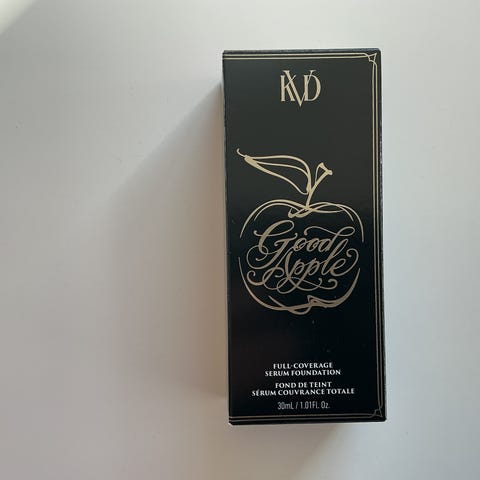 KVD
Good
Apple
FULL-COVERAGE
SERUM FOUNDATION
FOND DE TEINT
SÉRUM COUVRANCE TOTALE
30mL / 1.01Fl. Oz.